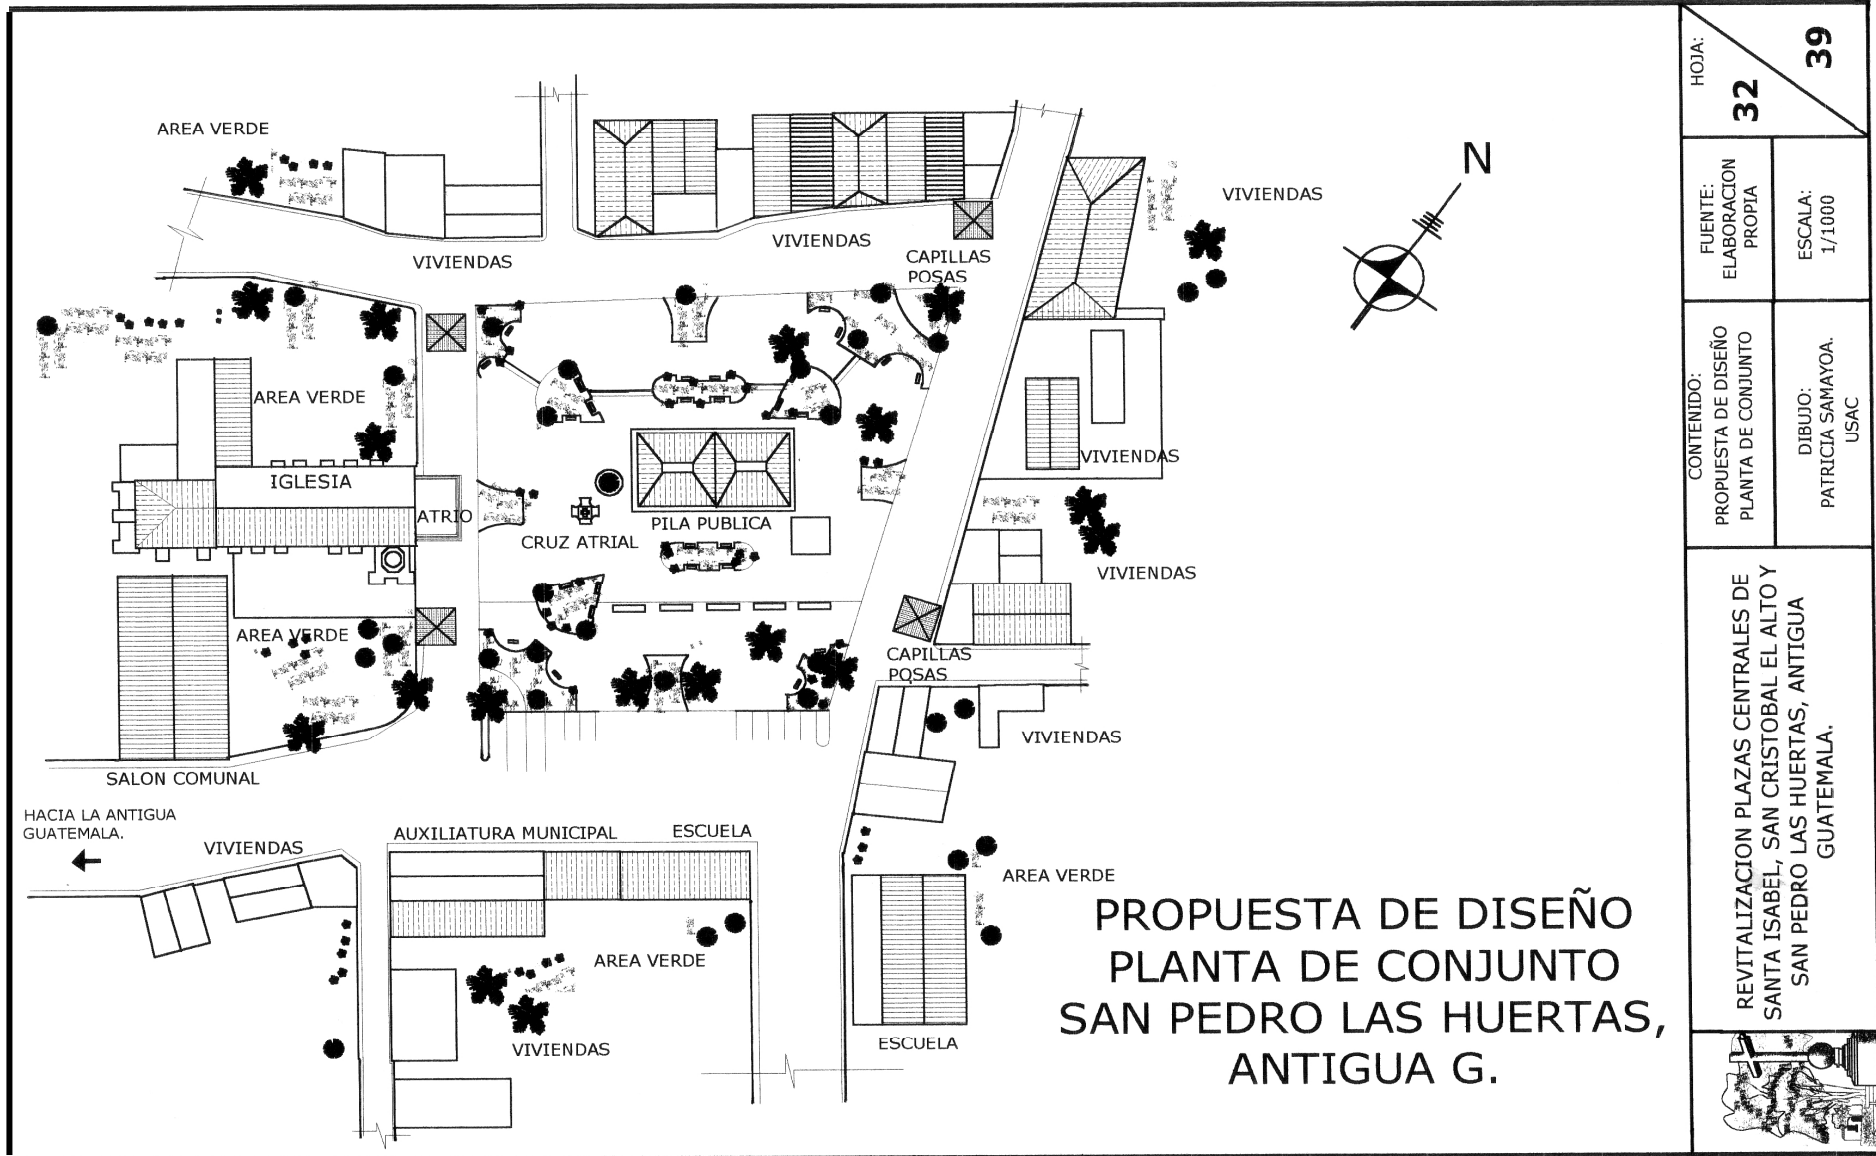 AREA VERDE
N
VIVIENDAS
VIVIENDAS
VIVIENDAS
CAPILLAS
POSAS
AREA VERDE
VIVIENDAS
IGLESIA
ATRIO
PILA PUBLICA
CRUZ ATRIAL
VIVIENDAS
AREA VERDE
CAPILLAS
POSAS
VIVIENDAS
SALON COMUNAL
HACIA LA ANTIGUA
GUATEMALA.
VIVIENDAS
AUXILIATURA MUNICIPAL
ESCUELA
AREA VERDE
AREA VERDE
VIVIENDAS
ESCUELA
PROPUESTA DE DISEÑO
PLANTA DE CONJUNTO
SAN PEDRO LAS HUERTAS,
ANTIGUA G.
HOJA:
32
39
FUENTE:
ELABORACION
PROPIA
ESCALA:
1/1000
CONTENIDO:
PROPUESTA DE DISEÑO
PLANTA DE CONJUNTO
DIBUJO:
PATRICIA SAMAYOA.
USAC
REVITALIZACION PLAZAS CENTRALES DE
SANTA ISABEL, SAN CRISTOBAL EL ALTO Y
SAN PEDRO LAS HUERTAS, ANTIGUA
GUATEMALA.